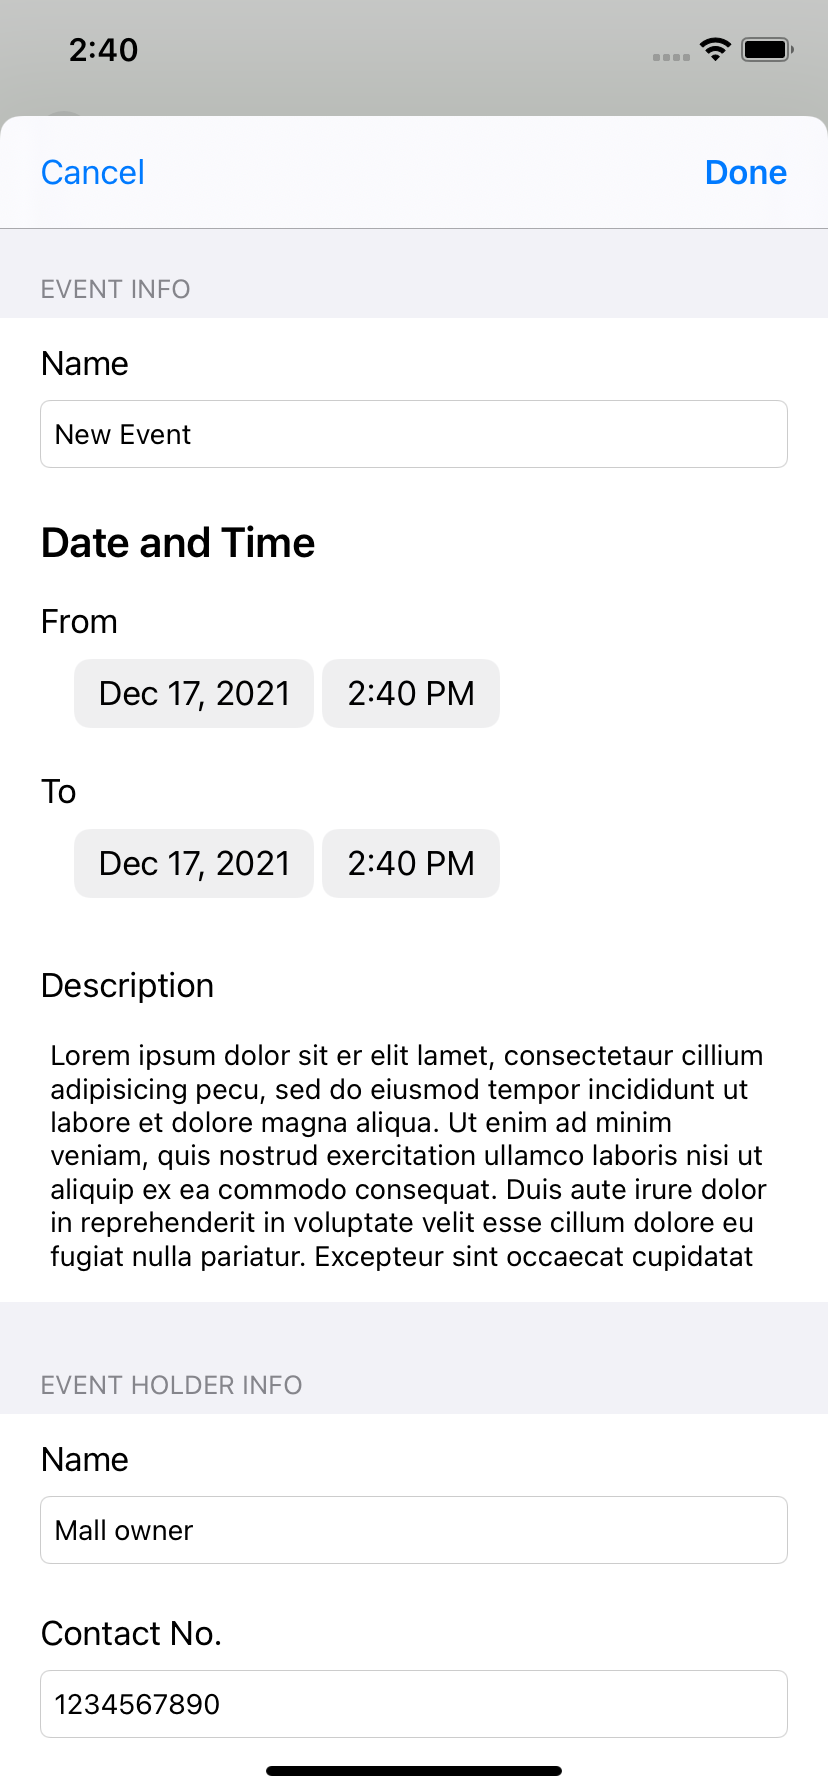 2:40
Cancel Done
EVENT INFO
Name
New Event
Date and Time
From
Dec 17, 2021 2:40 PM
To
Dec 17, 2021 2:40 PM
Description
Lorem ipsum dolor sit er elit lamet, consectetaur cillium
adipisicing pecu, sed do eiusmod tempor incididunt ut
labore et dolore magna aliqua. Ut enim ad minim
veniam, quis nostrud exercitation ullamco laboris nisi ut
aliquip ex ea commodo consequat. Duis aute irure dolor
in reprehenderit in voluptate velit esse cillum dolore eu
fugiat nulla pariatur. Excepteur sint occaecat cupidatat
EVENT HOLDER INFO
Name
Mall owner
Contact No.
1234567890